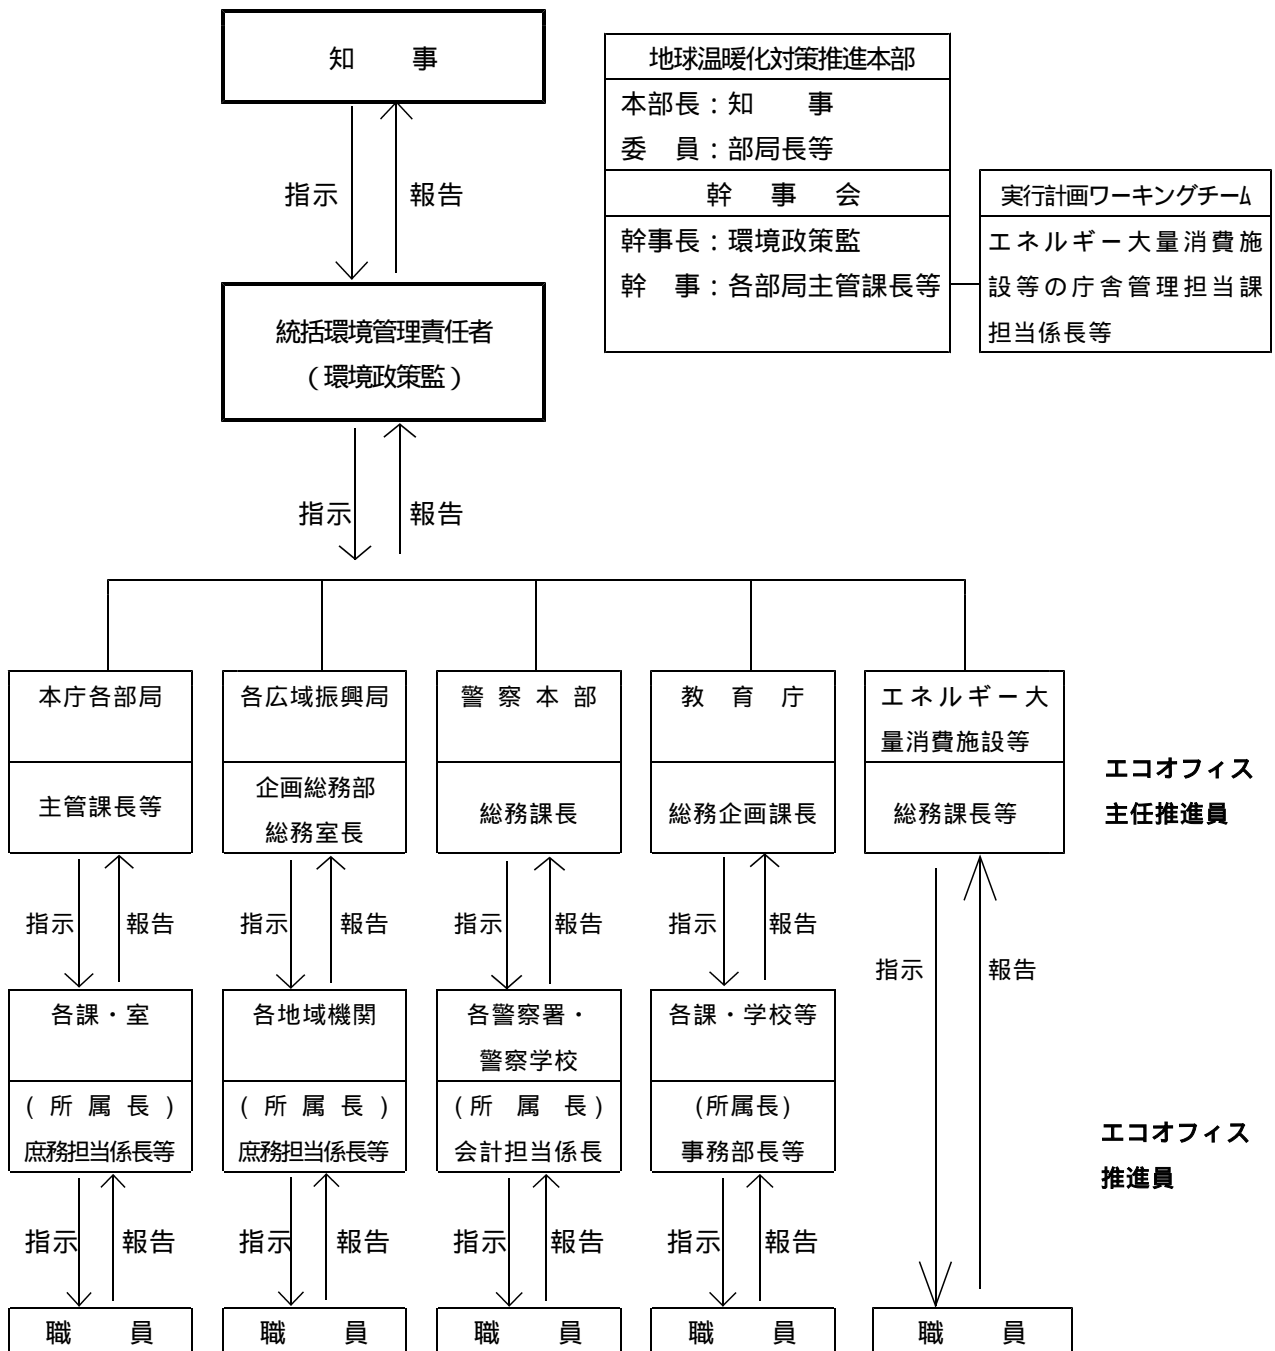 知　　事
指示　報告
統括環境管理責任者
（環境政策監）
指示　報告
地球温暖化対策推進本部
本部長：知　　事
委　員：部局長等
幹　事　会
幹事長：環境政策監
幹　事：各部局主管課長等
実行計画ワーキングチーム
エネルギー大量消費施
設等の庁舎管理担当課
担当係長等
本庁各部局
主管課長等
各広域振興局
企画総務部
総務室長
警察本部
総務課長
教育庁
総務企画課長
エネルギー大
量消費施設等
総務課長等
エコオフィス
主任推進員
指示　報告
指示　報告
指示　報告
指示　報告
指示　報告
各課・室
(所属長)
庶務担当係長等
各地域機関
(所属長)
庶務担当係長等
各警察署・
警察学校
(所属長)
会計担当係長
各課・学校等
(所属長)
事務部長等
エコオフィス
推進員
指示　報告
指示　報告
指示　報告
指示　報告
職　　員
職　　員
職　　員
職　　員
職　　員